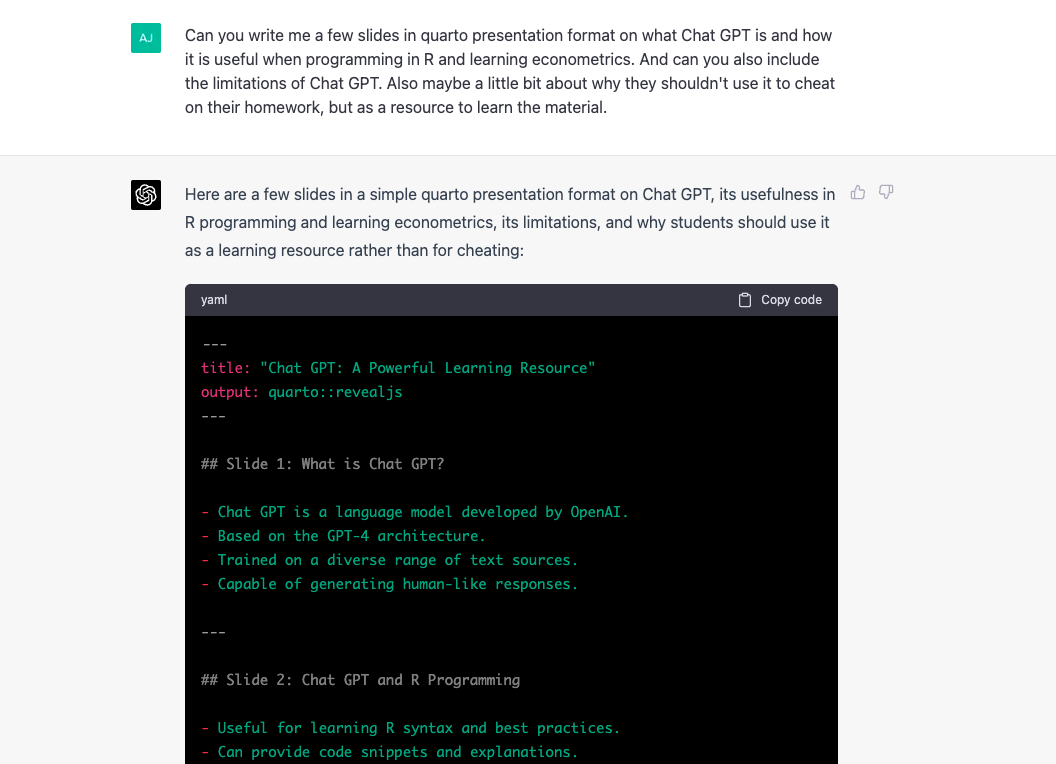 AJ
Can you write me a few slides in quarto presentation format on what Chat GPT is and how
it is useful when programming in R and learning econometrics. And can you also include
the limitations of Chat GPT. Also maybe a little bit about why they shouldn't use it to cheat
on their homework, but as a resource to learn the material.
Here are a few slides in a simple quarto presentation format on Chat GPT, its usefulness in
R programming and learning econometrics, its limitations, and why students should use it
as a learning resource rather than for cheating:
yaml
Copy code
---
title: "Chat GPT: A Powerful Learning Resource"
output: quarto::revealjs
---
## Slide 1: What is Chat GPT?
- Chat GPT is a language model developed by OpenAI.
- Based on the GPT-4 architecture.
- Trained on a diverse range of text sources.
- Capable of generating human-like responses.
---
## Slide 2: Chat GPT and R Programming
- Useful for learning R syntax and best practices.
- Can provide code snippets and explanations.